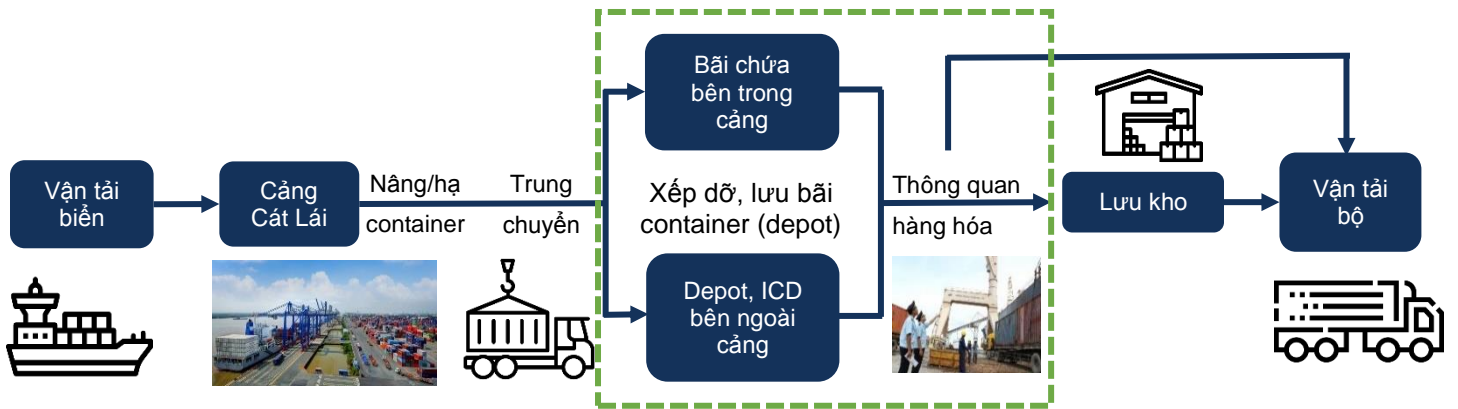 Vận tải
biển
Cảng
Cát Lái
Nâng/hạ
container
Trung
chuyển
Bãi chứa
bên trong
cảng
Xếp dỡ, lưu bãi
container (depot)
Depot, ICD
bên ngoài
cảng
Thông quan
hàng hóa
Lưu kho
Vận tải
bộ